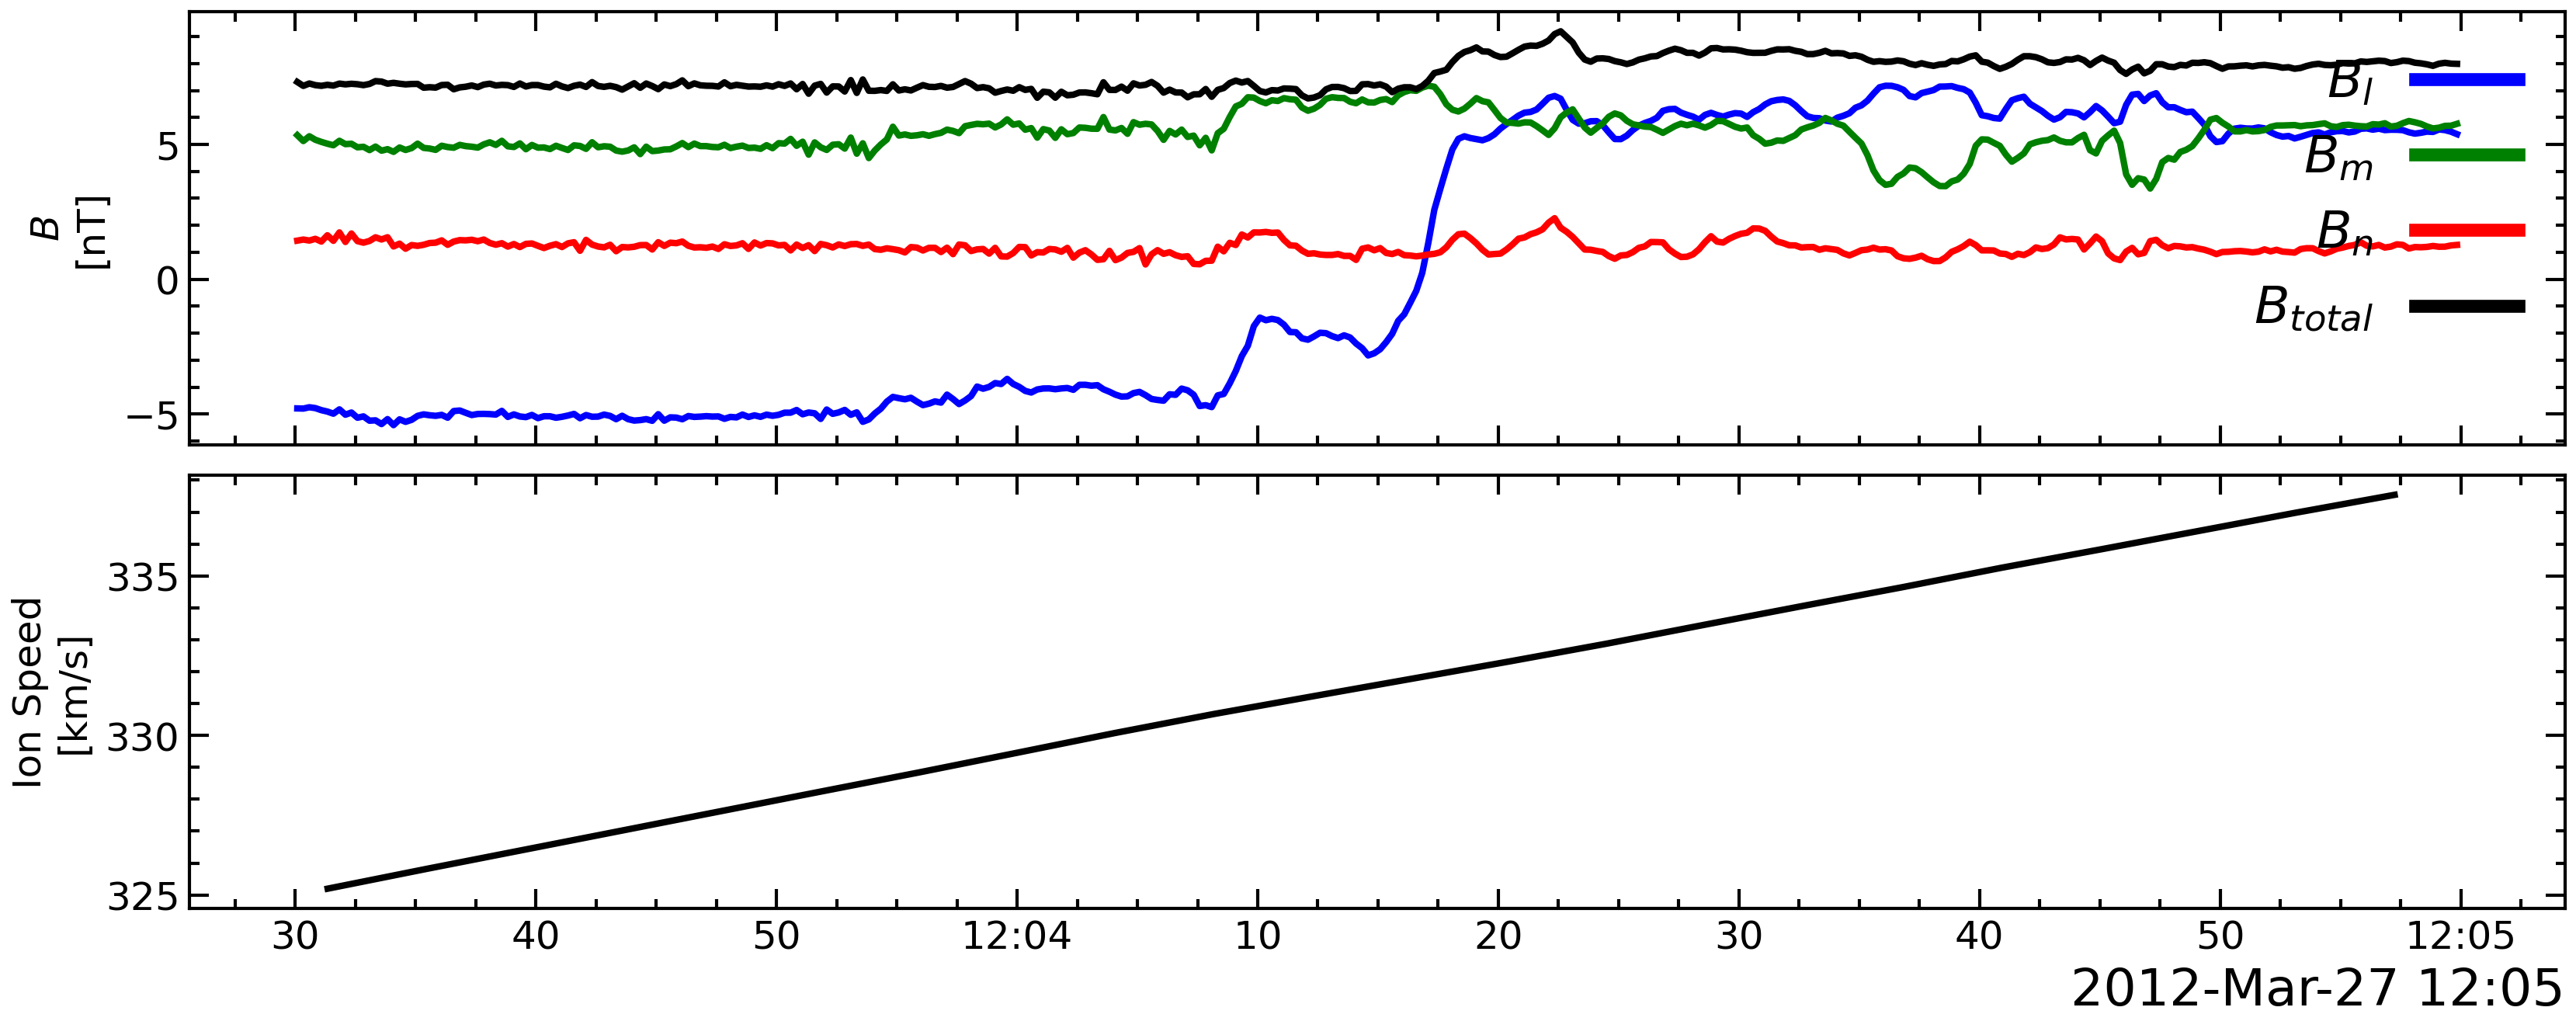 B
[nT]
5
0
−5
B_l
B_m
B_n
B_total
Ion Speed
[km/s]
335
330
325
30 40 50 12:04 10 20 30 40 50 12:05
2012-Mar-27 12:05